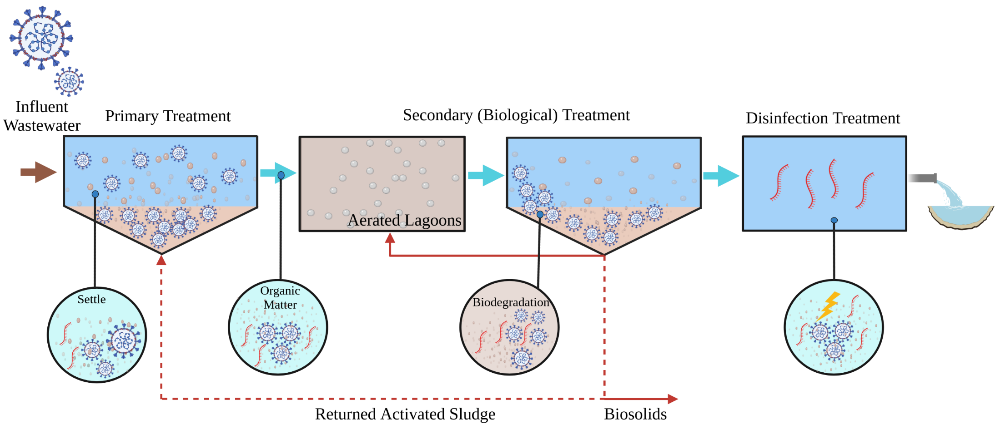 Influent
Wastewater
Primary Treatment
Secondary (Biological) Treatment
Disinfection Treatment
Aerated Lagoons
Settle
Organic
Matter
Biodegradation
Returned Activated Sludge
Biosolids